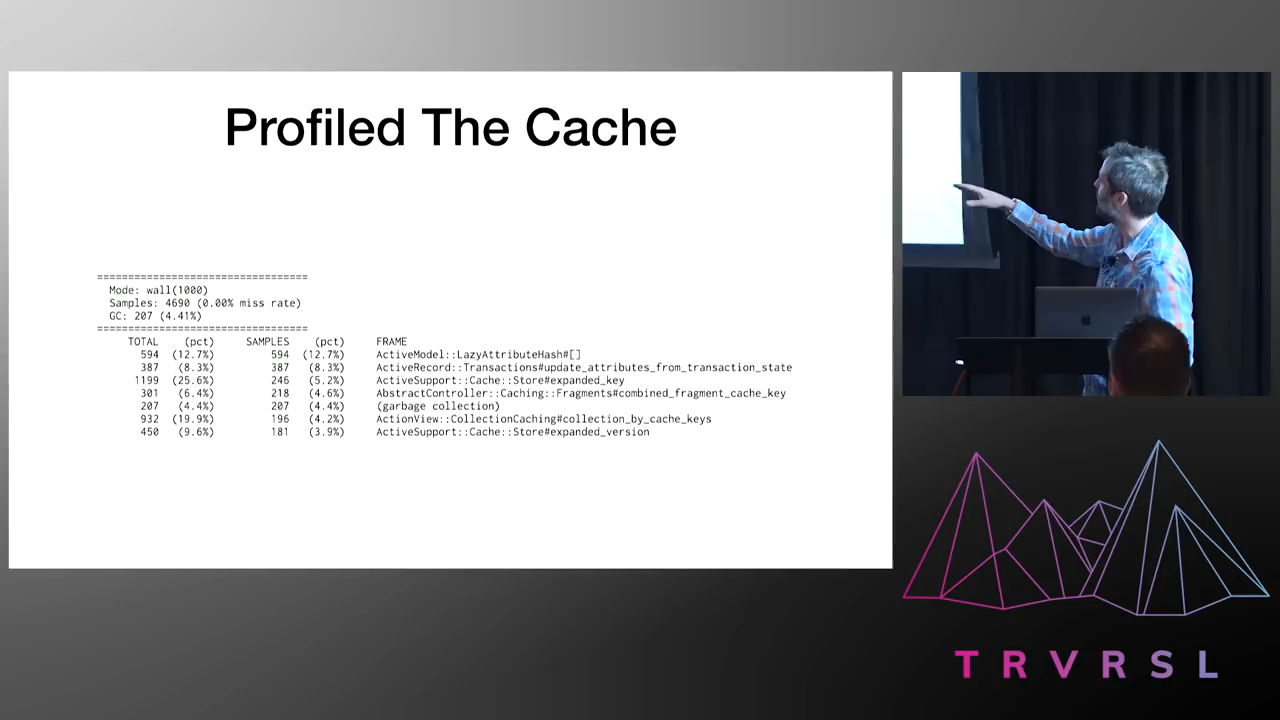 Profiled The Cache
==================================
Mode: wall(1000)
Samples: 4690 (0.00% miss rate)
GC: 207 (4.41%)
==================================
TOTAL (pct) SAMPLES (pct) FRAME
594 (12.7%) 594 (12.7%) ActiveModel::LazyAttributeHash#[]
387 (8.3%) 387 (8.3%) ActiveRecord::Transactions#update_attributes_from_transaction_state
1199 (25.6%) 246 (5.2%) ActiveSupport::Cache::Store#expanded_key
301 (6.4%) 218 (4.6%) AbstractController::Caching::Fragments#combined_fragment_cache_key
207 (4.4%) 207 (4.4%) (garbage collection)
932 (19.9%) 196 (4.2%) ActionView::CollectionCaching#collection_by_cache_keys
450 (9.6%) 181 (3.9%) ActiveSupport::Cache::Store#expanded_version
TRVRSL